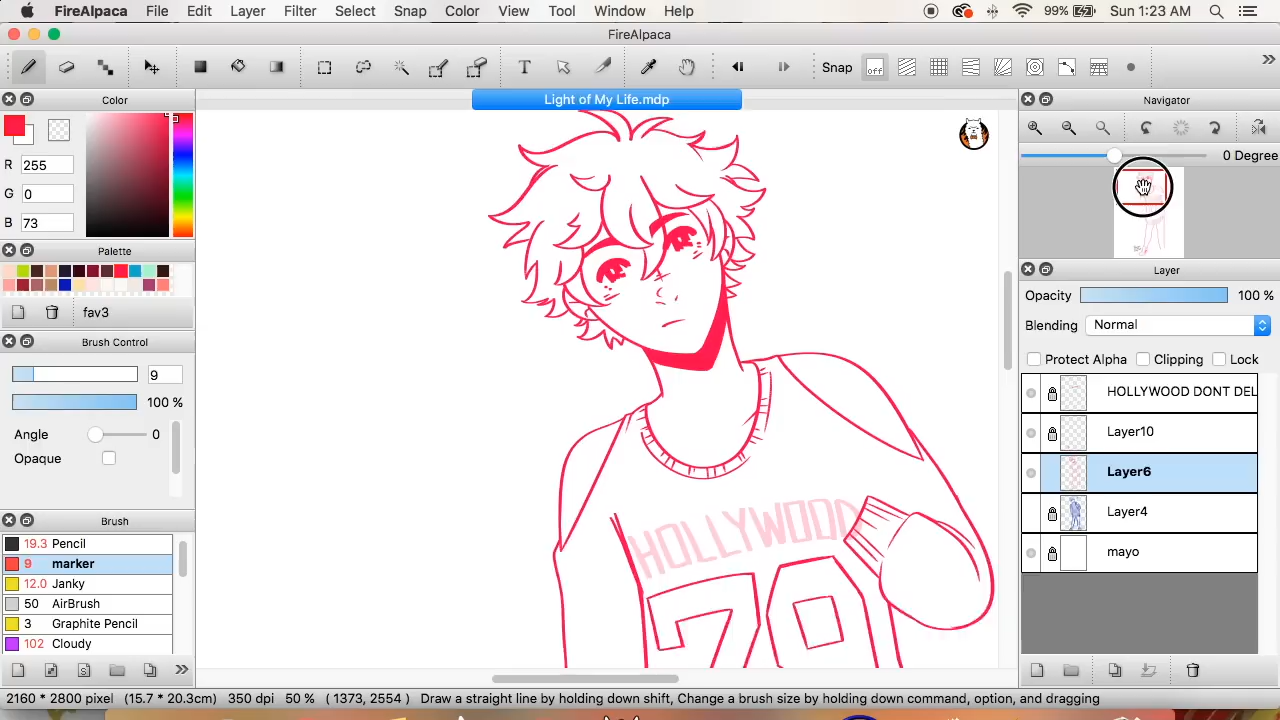 FireAlpaca File Edit Layer Filter Select Snap Color View Tool Window Help 99% Sun 1:23 AM
FireAlpaca
T Snap off »
Color
Light of My Life.mdp
Navigator
R 255
G 0
B 73
0 Degree
Palette
fav3
Layer
Opacity 100 %
Blending Normal
Protect Alpha Clipping Lock
Brush Control
9
100 %
Angle 0
Opaque
HOLLYWOOD DONT DEL
Layer10
Layer6
Layer4
mayo
HOLLYWOOD
79
Brush
19.3 Pencil
9 marker
12.0 Janky
50 AirBrush
3 Graphite Pencil
102 Cloudy
»
2160 * 2800 pixel (15.7 * 20.3cm) 350 dpi 50 % ( 1373, 2554 ) Draw a straight line by holding down shift, Change a brush size by holding down command, option, and dragging